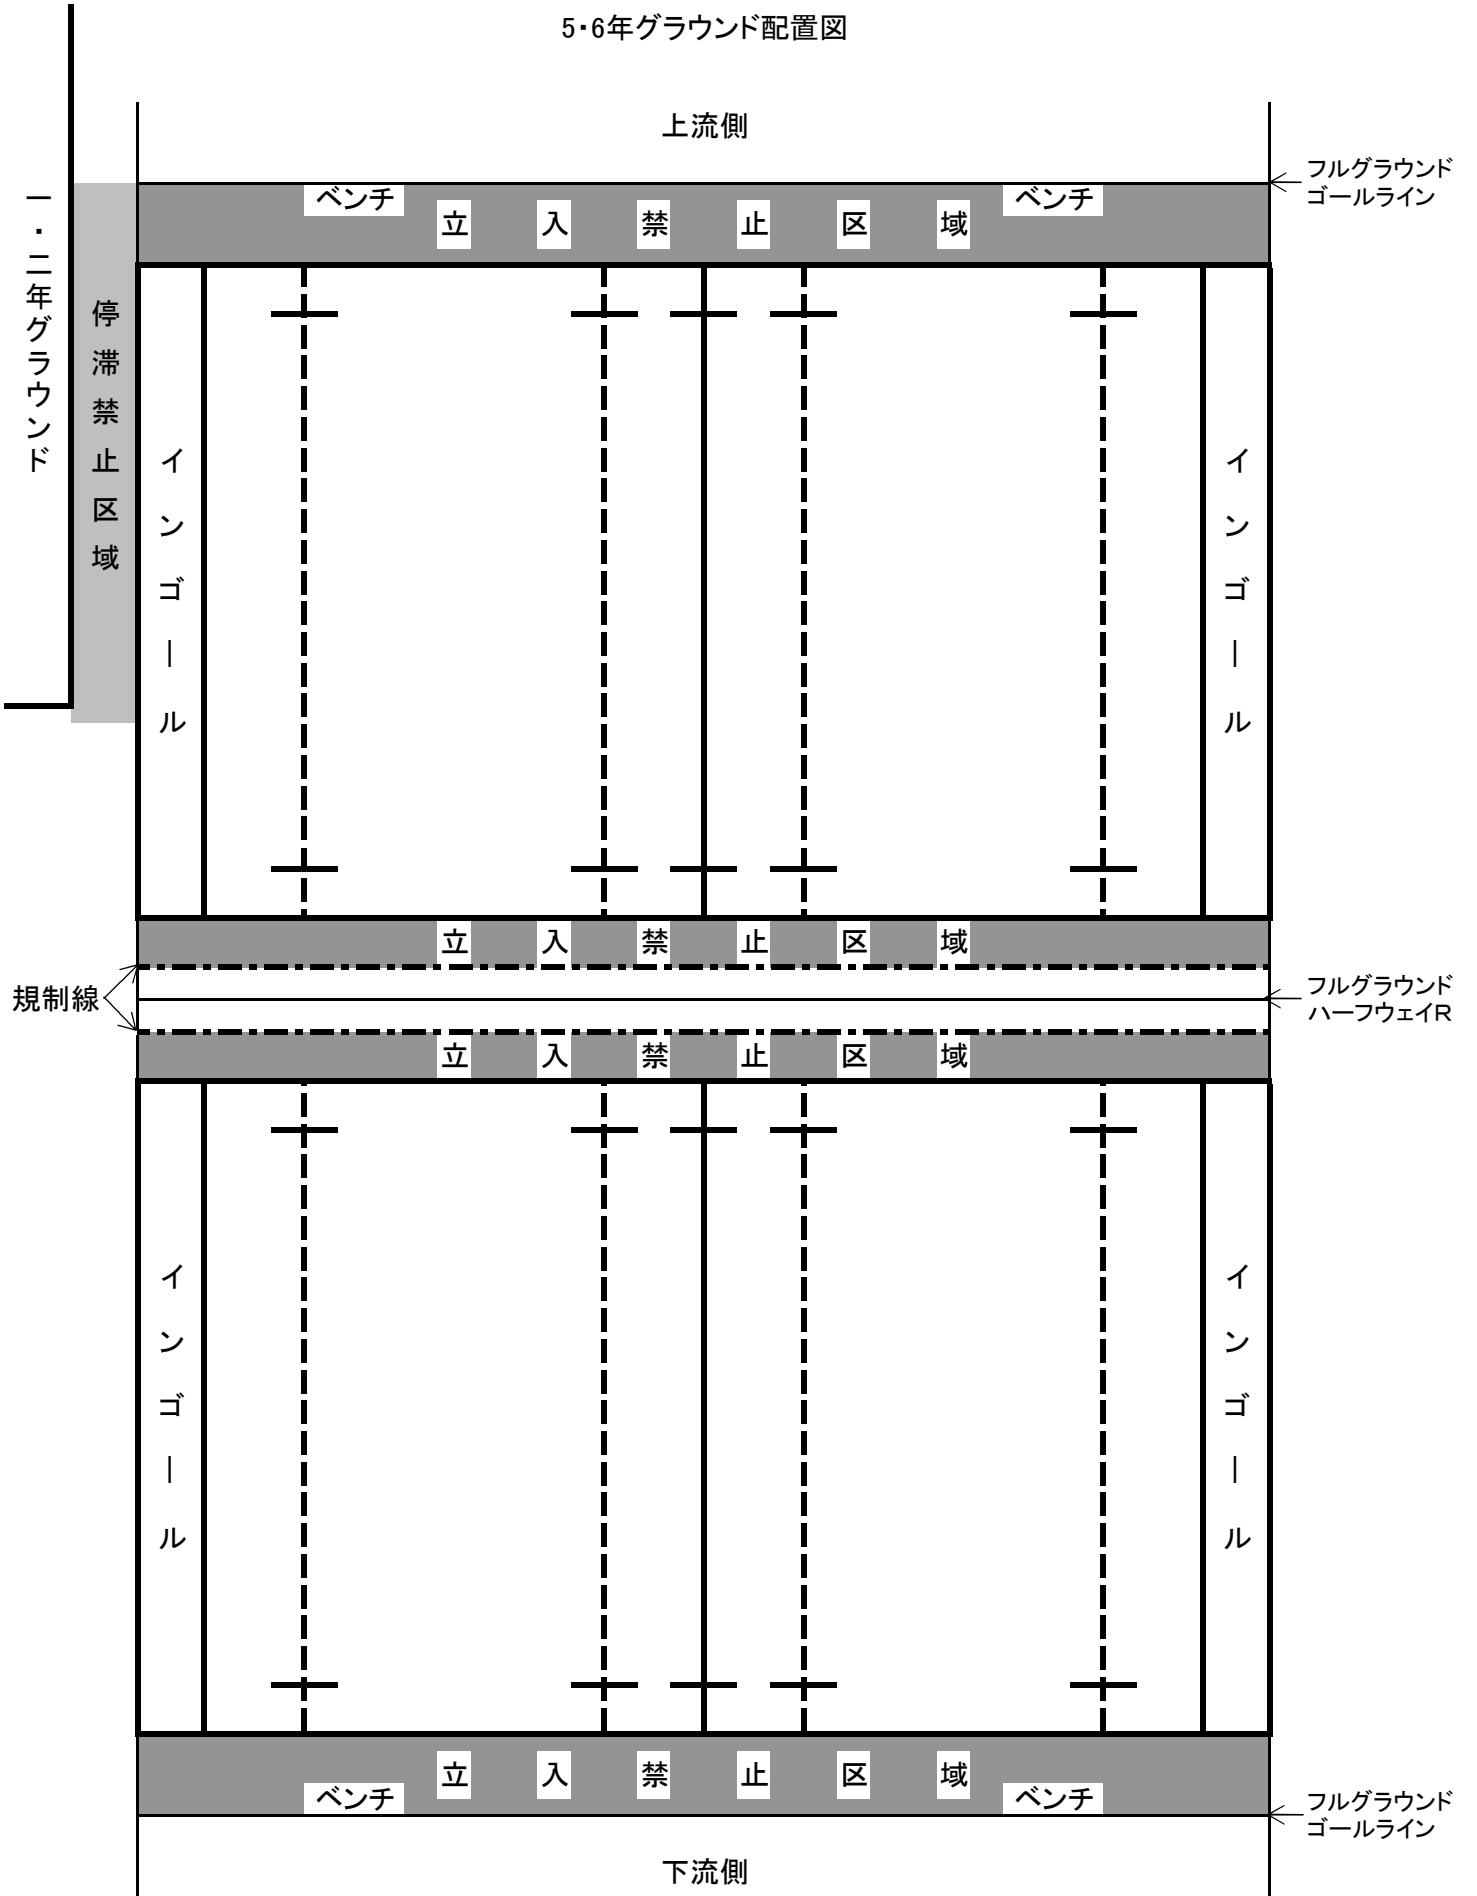 5・6年グラウンド配置図
上流側
フルグラウンド
ゴールライン
ベンチ
ベンチ
立入禁止区域
一・二年グラウンド
停滞禁止区域
インゴール
インゴール
立入禁止区域
規制線
フルグラウンド
ハーフウェイR
立入禁止区域
インゴール
インゴール
立入禁止区域
ベンチ
ベンチ
フルグラウンド
ゴールライン
下流側